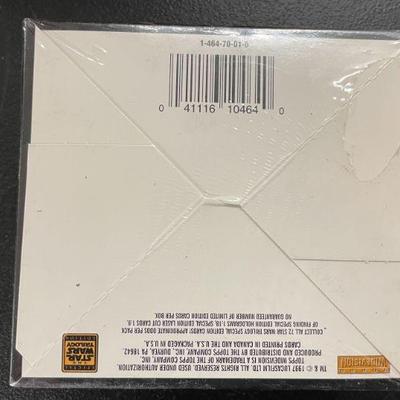 1-464-70-01-0
0 41116 10464 0
™ & © 1997 LUCASFILM LTD. ALL RIGHTS RESERVED. USED UNDER AUTHORIZATION.
TOPPS WIDEVISION IS A TRADEMARK OF THE TOPPS COMPANY, INC.
PRODUCED AND DISTRIBUTED BY THE TOPPS COMPANY, INC., DURYEA, PA 18642.
CARDS PRINTED IN CANADA AND PACKAGED IN U.S.A.
COLLECT ALL 72 STAR WARS TRILOGY SPECIAL EDITION CARDS! APPROXIMATE ODDS PER PACK
OF FINDING SPECIAL EDITION HOLOGRAMS 1:18, SPECIAL EDITION LASER CUT CARDS 1:9.
NO GUARANTEED NUMBER OF LIMITED EDITION CARDS PER BOX.
WIDEVISION
THE
STAR
WARS
TRILOGY